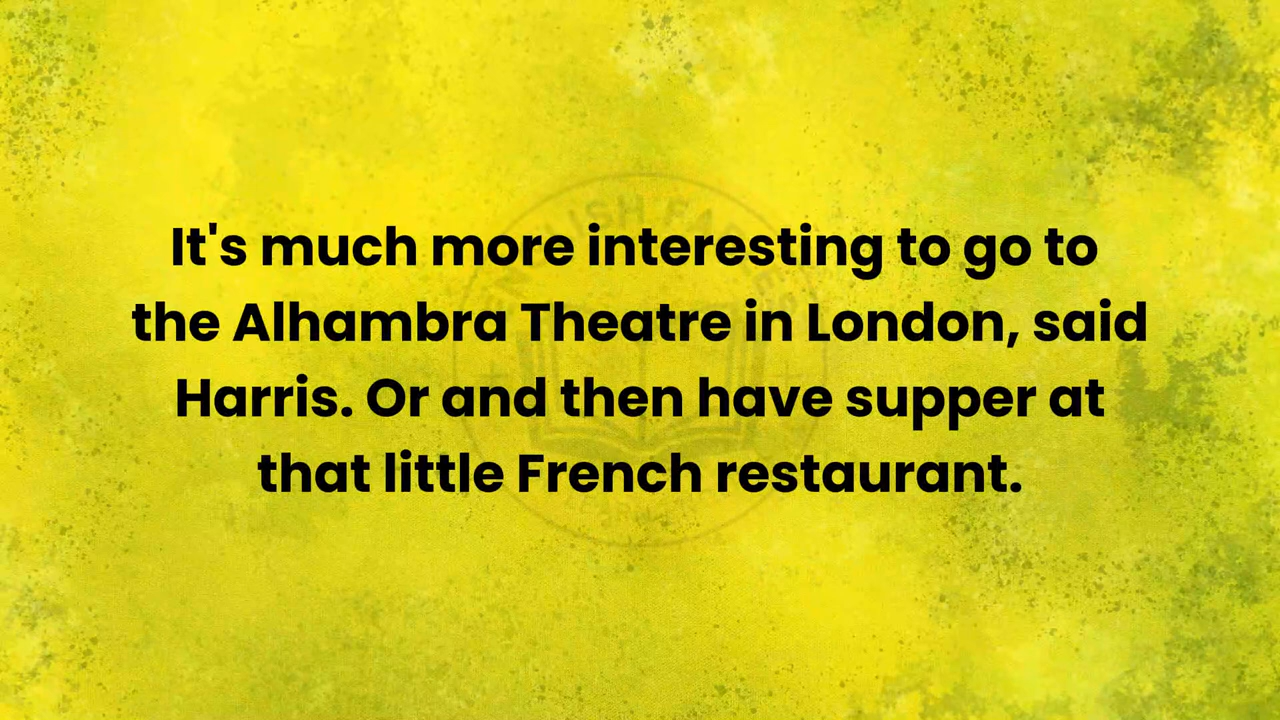 It's much more interesting to go to
the Alhambra Theatre in London, said
Harris. Or and then have supper at
that little French restaurant.